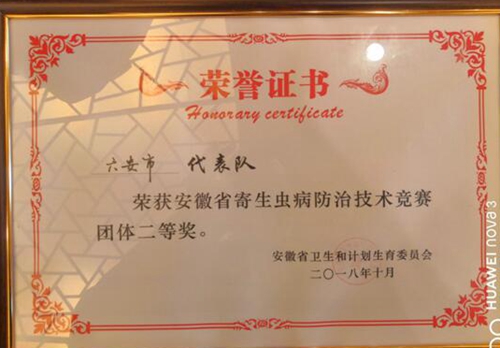 荣誉证书
Honorary certificate
六安市 代表队
荣获安徽省寄生虫病防治技术竞赛
团体二等奖。
安徽省卫生和计划生育委员会
二〇一八年十月
HUAWEI nova 3